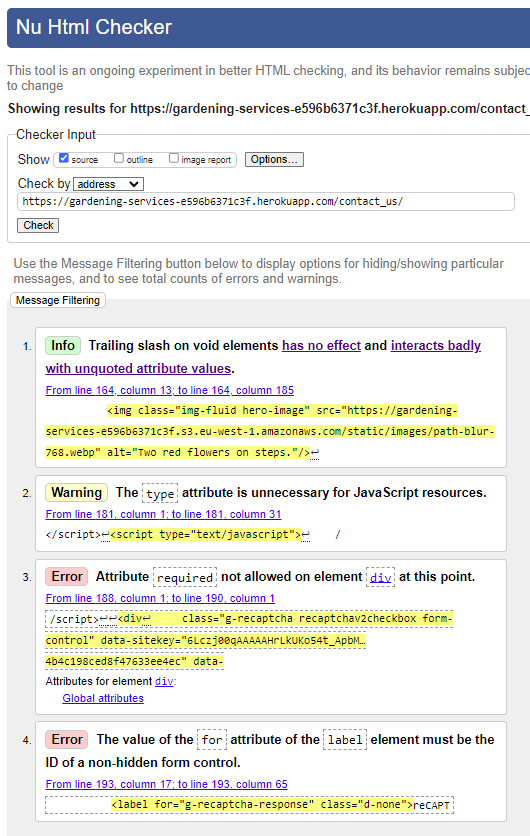 Nu Html Checker
This tool is an ongoing experiment in better HTML checking, and its behavior remains subjec
to change
Showing results for https://gardening-services-e596b6371c3f.herokuapp.com/contact_
Checker Input
Show source outline image report Options...
Check by address
https://gardening-services-e596b6371c3f.herokuapp.com/contact_us/
Check
Use the Message Filtering button below to display options for hiding/showing particular
messages, and to see total counts of errors and warnings.
Message Filtering
1. Info Trailing slash on void elements has no effect and interacts badly
with unquoted attribute values.
From line 164, column 13; to line 164, column 185
<img class="img-fluid hero-image" src="https://gardening-
services-e596b6371c3f.s3.eu-west-1.amazonaws.com/static/images/path-blur-
768.webp" alt="Two red flowers on steps."/>↩
2. Warning The type attribute is unnecessary for JavaScript resources.
From line 181, column 1; to line 181, column 31
</script>↩<script type="text/javascript">↩ /
3. Error Attribute required not allowed on element div at this point.
From line 188, column 1; to line 190, column 1
/script>↩↩<div↩ class="g-recaptcha recaptchav2checkbox form-
control" data-sitekey="6Lczj00qAAAAAHrLkUKo54t_ApbM…
4b4c198ced8f47633ee4ec" data-
Attributes for element div:
Global attributes
4. Error The value of the for attribute of the label element must be the
ID of a non-hidden form control.
From line 193, column 17; to line 193, column 65
<label for="g-recaptcha-response" class="d-none">reCAPT